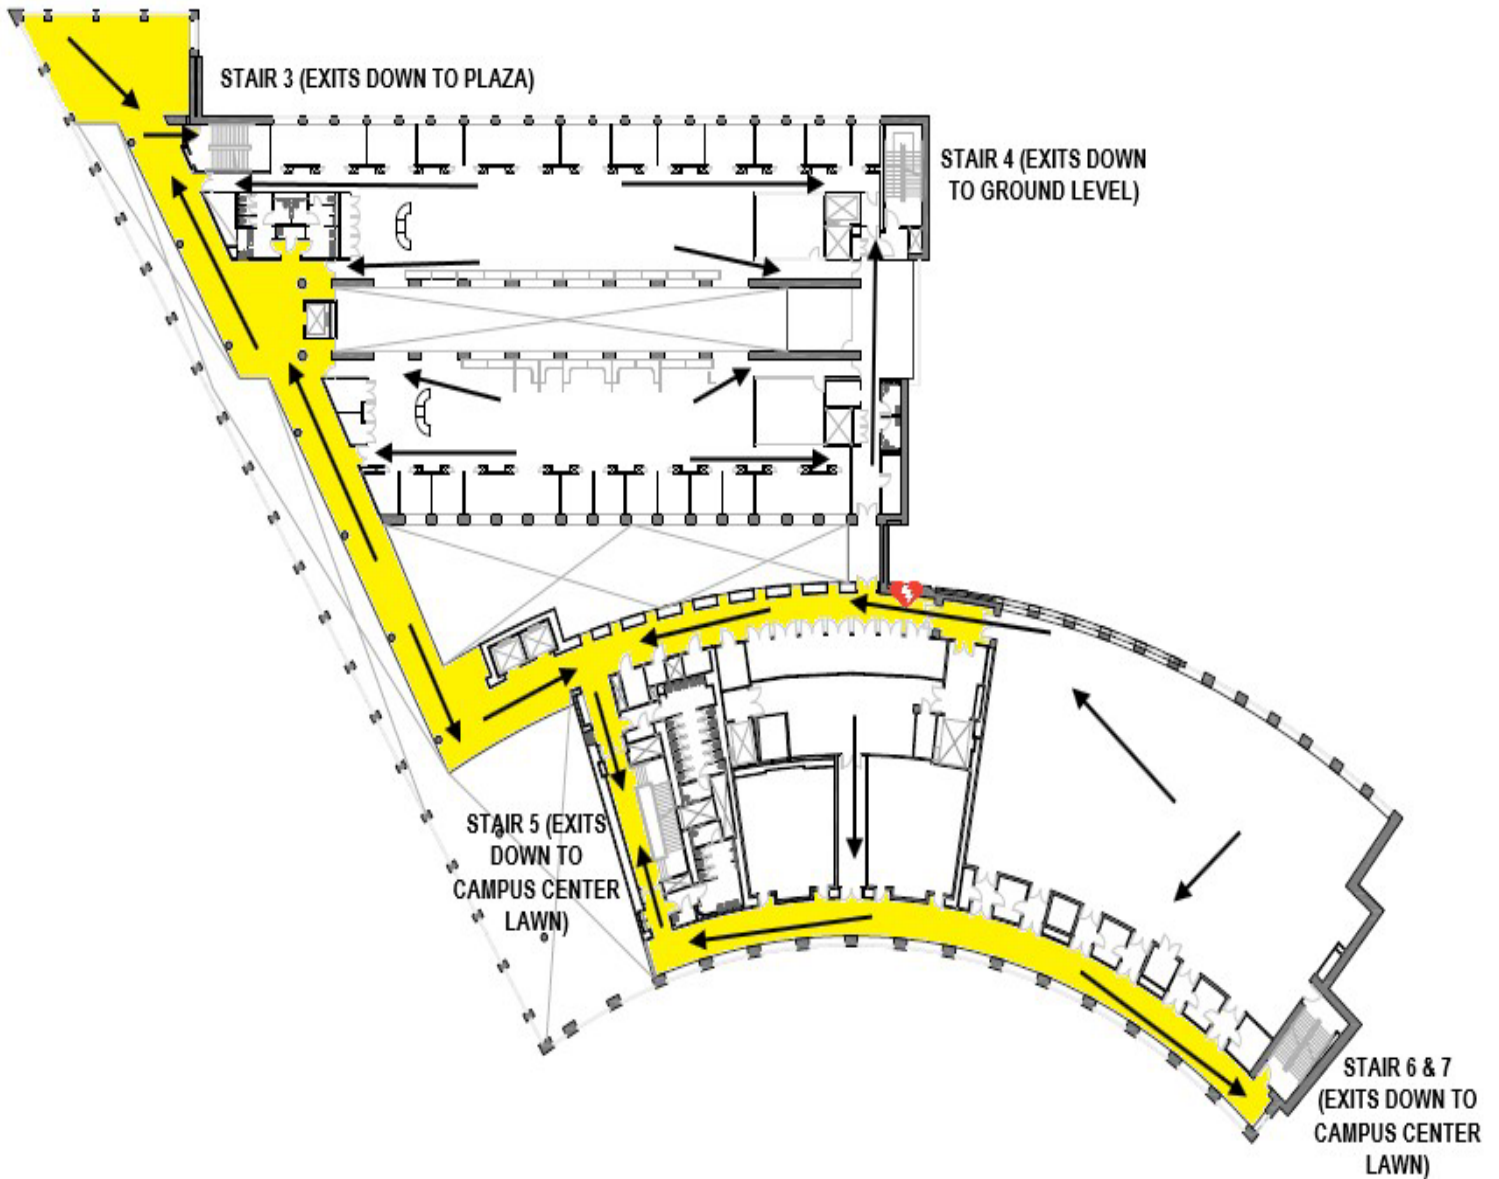 STAIR 3 (EXITS DOWN TO PLAZA)
STAIR 4 (EXITS DOWN
TO GROUND LEVEL)
STAIR 5 (EXITS
DOWN TO
CAMPUS CENTER
LAWN)
STAIR 6 & 7
(EXITS DOWN TO
CAMPUS CENTER
LAWN)